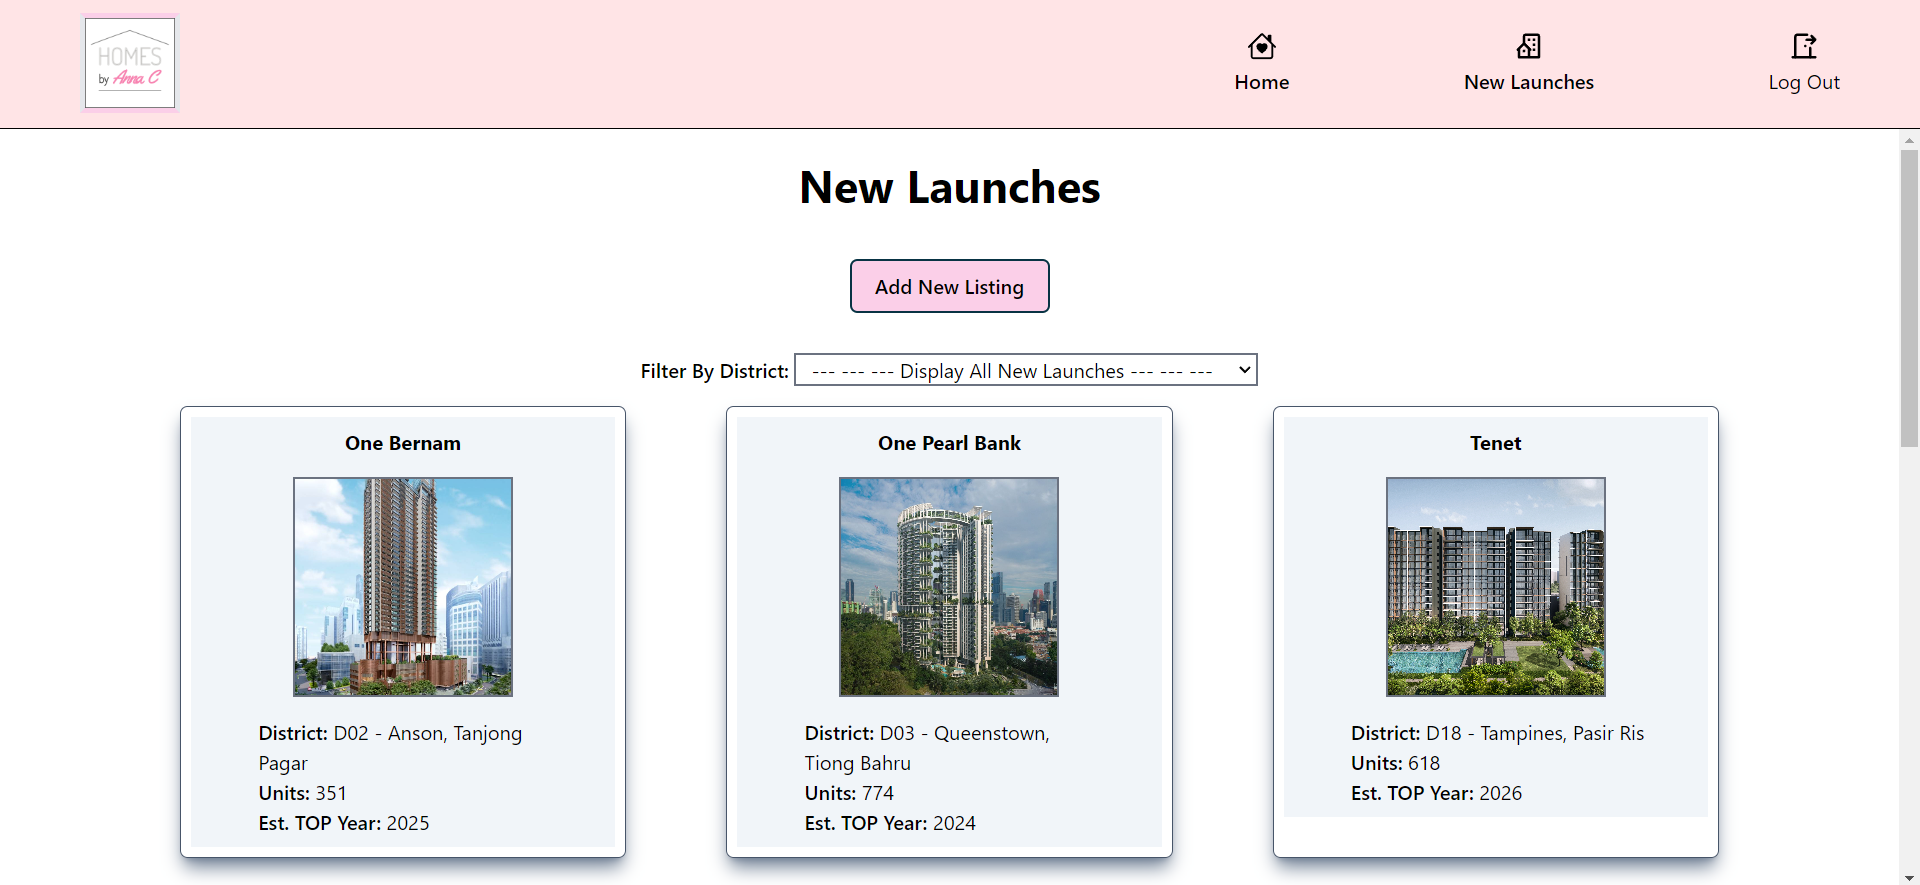 HOMES
by Anna C
Home
New Launches
Log Out
New Launches
Add New Listing
Filter By District: --- --- --- Display All New Launches --- --- ---
One Bernam
District: D02 - Anson, Tanjong
Pagar
Units: 351
Est. TOP Year: 2025
One Pearl Bank
District: D03 - Queenstown,
Tiong Bahru
Units: 774
Est. TOP Year: 2024
Tenet
District: D18 - Tampines, Pasir Ris
Units: 618
Est. TOP Year: 2026